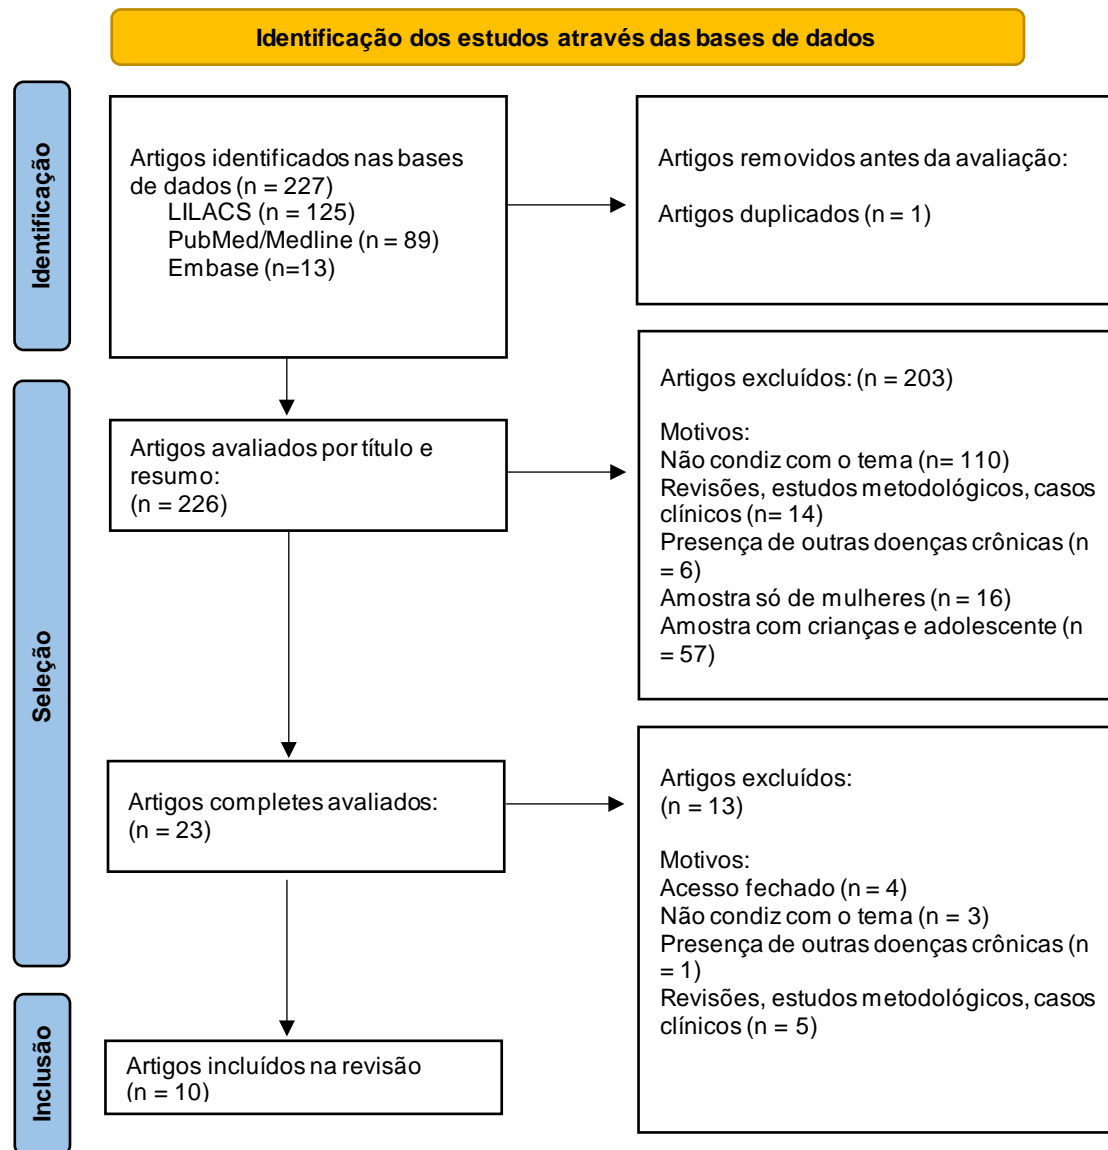 Identificação dos estudos através das bases de dados
Identificação
Artigos identificados nas bases
de dados (n = 227)
LILACS (n = 125)
PubMed/Medline (n = 89)
Embase (n=13)
Artigos removidos antes da avaliação:
Artigos duplicados (n = 1)
Seleção
Artigos avaliados por título e
resumo:
(n = 226)
Artigos excluídos: (n = 203)
Motivos:
Não condiz com o tema (n= 110)
Revisões, estudos metodológicos, casos
clínicos (n= 14)
Presença de outras doenças crônicas (n
= 6)
Amostra só de mulheres (n = 16)
Amostra com crianças e adolescente (n
= 57)
Artigos completes avaliados:
(n = 23)
Artigos excluídos:
(n = 13)
Motivos:
Acesso fechado (n = 4)
Não condiz com o tema (n = 3)
Presença de outras doenças crônicas (n
= 1)
Revisões, estudos metodológicos, casos
clínicos (n = 5)
Inclusão
Artigos incluídos na revisão
(n = 10)